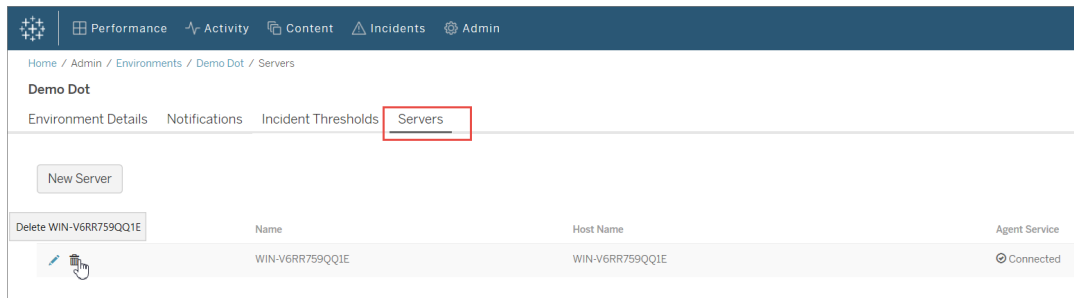 Performance Activity Content Incidents Admin
Home / Admin / Environments / Demo Dot / Servers
Demo Dot
Environment Details Notifications Incident Thresholds Servers
New Server
Delete WIN-V6RR759QQ1E Name Host Name Agent Service
WIN-V6RR759QQ1E WIN-V6RR759QQ1E Connected